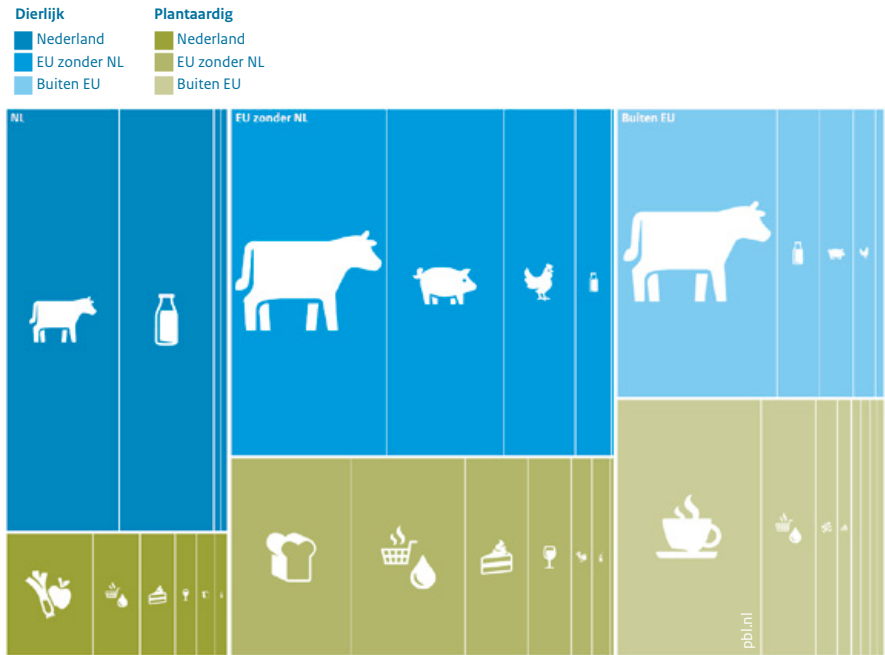 Dierlijk
Nederland
EU zonder NL
Buiten EU
Plantaardig
Nederland
EU zonder NL
Buiten EU
NL
EU zonder NL
Buiten EU
pbl.nl